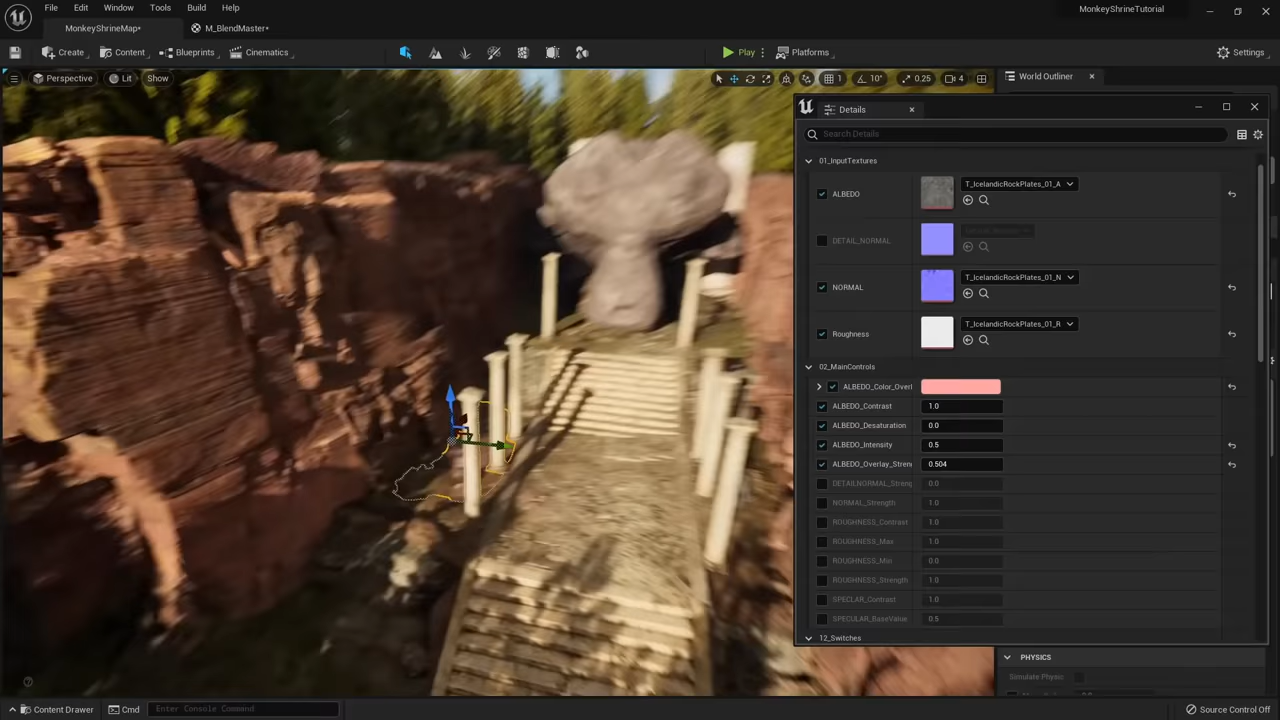 File Edit Window Tools Build Help
MonkeyShrineTutorial
MonkeyShrineMap*
M_BlendMaster*
Create Content Blueprints Cinematics
Play Platforms Settings
Perspective Lit Show
1 10° 0.25 4
World Outliner
Details
Search Details
01_InputTextures
ALBEDO T_IcelandicRockPlates_01_A
DETAIL_NORMAL
NORMAL T_IcelandicRockPlates_01_N
Roughness T_IcelandicRockPlates_01_R
02_MainControls
ALBEDO_Color_Overl
ALBEDO_Contrast 1.0
ALBEDO_Desaturation 0.0
ALBEDO_Intensity 0.5
ALBEDO_Overlay_Stren 0.504
DETAILNORMAL_Streng 0.0
NORMAL_Strength 1.0
ROUGHNESS_Contrast 1.0
ROUGHNESS_Max 1.0
ROUGHNESS_Min 0.0
ROUGHNESS_Strength 1.0
SPECLAR_Contrast 1.0
SPECULAR_BaseValue 0.5
12_Switches
PHYSICS
Simulate Physic
Content Drawer Cmd Enter Console Command
Source Control Off